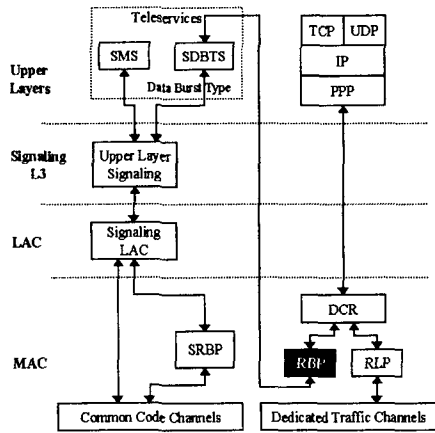 Teleservices
TCP UDP
SMS SDBTS
IP
Upper
Layers
Data Burst Type
PPP
Signaling
L3
Upper Layer
Signaling
LAC
Signaling
LAC
DCR
MAC
SRBP
RBP RLP
Common Code Channels
Dedicated Traffic Channels